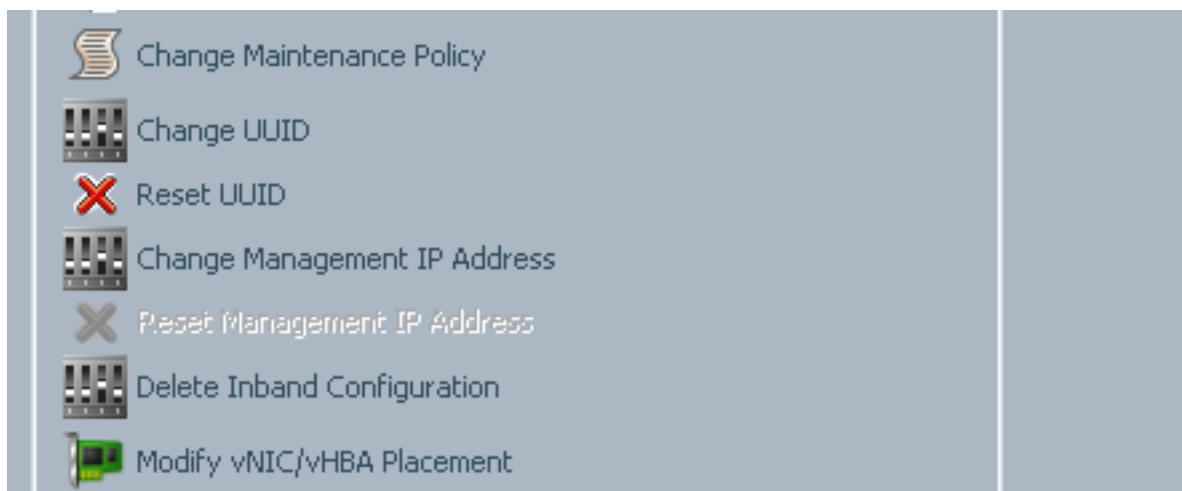 Change Maintenance Policy
Change UUID
Reset UUID
Change Management IP Address
Reset Management IP Address
Delete Inband Configuration
Modify vNIC/vHBA Placement